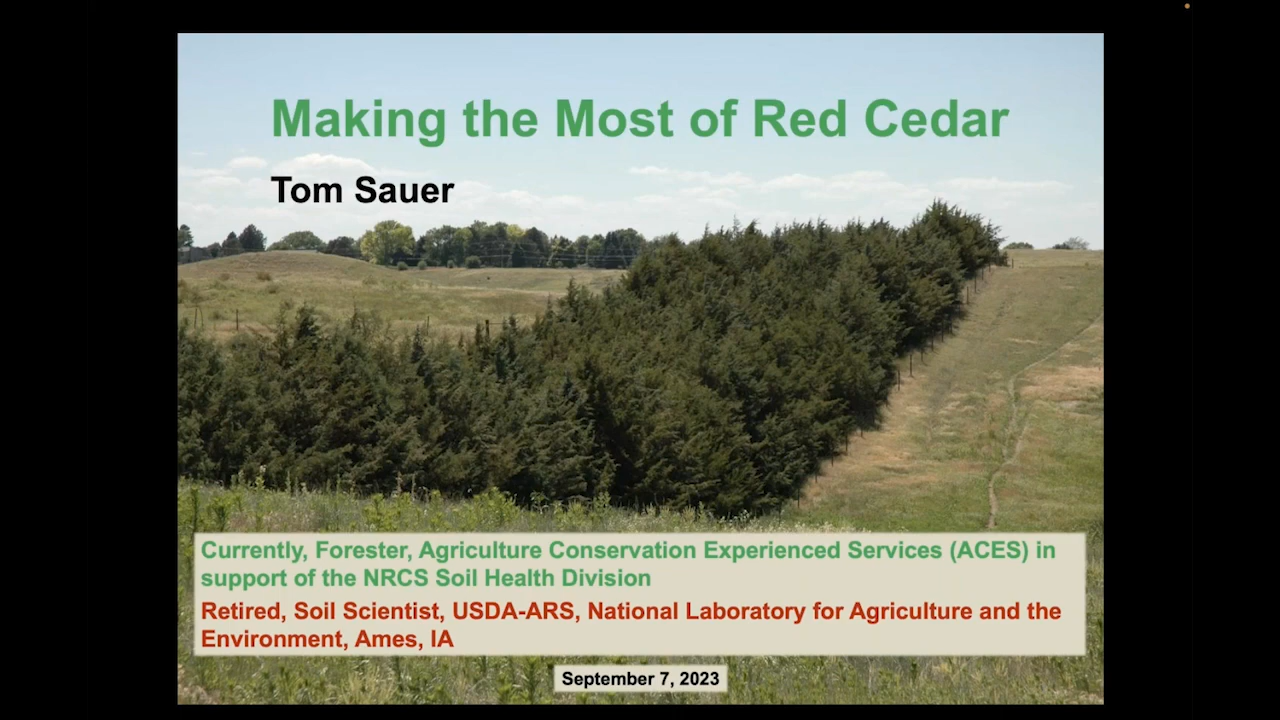 Making the Most of Red Cedar
Tom Sauer
Currently, Forester, Agriculture Conservation Experienced Services (ACES) in
support of the NRCS Soil Health Division
Retired, Soil Scientist, USDA-ARS, National Laboratory for Agriculture and the
Environment, Ames, IA
September 7, 2023